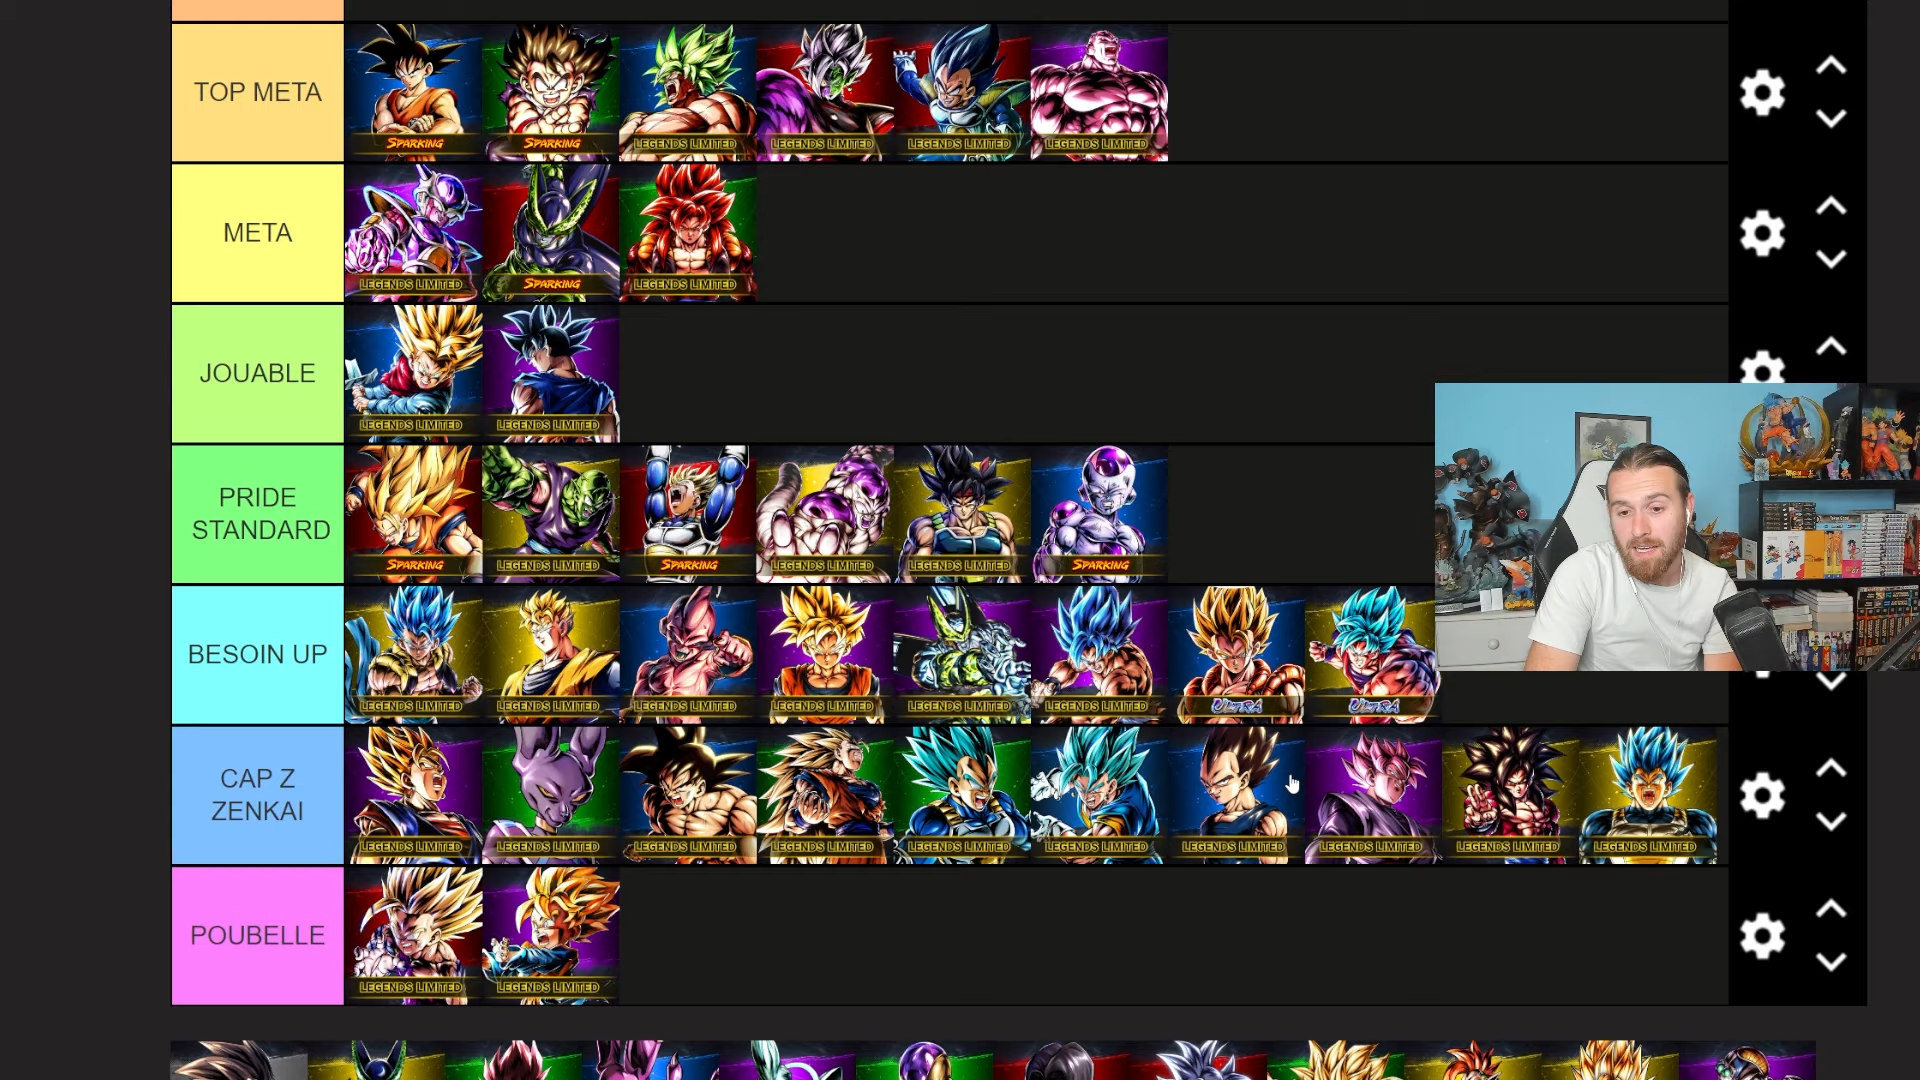 TOP META
SPARKING SPARKING LEGENDS LIMITED LEGENDS LIMITED LEGENDS LIMITED LEGENDS LIMITED
META
LEGENDS LIMITED SPARKING LEGENDS LIMITED
JOUABLE
LEGENDS LIMITED LEGENDS LIMITED
PRIDE
STANDARD
SPARKING LEGENDS LIMITED SPARKING LEGENDS LIMITED LEGENDS LIMITED SPARKING
BESOIN UP
LEGENDS LIMITED LEGENDS LIMITED LEGENDS LIMITED LEGENDS LIMITED LEGENDS LIMITED LEGENDS LIMITED ULTRA ULTRA
CAP Z
ZENKAI
LEGENDS LIMITED LEGENDS LIMITED LEGENDS LIMITED LEGENDS LIMITED LEGENDS LIMITED LEGENDS LIMITED LEGENDS LIMITED LEGENDS LIMITED LEGENDS LIMITED LEGENDS LIMITED
POUBELLE
LEGENDS LIMITED LEGENDS LIMITED